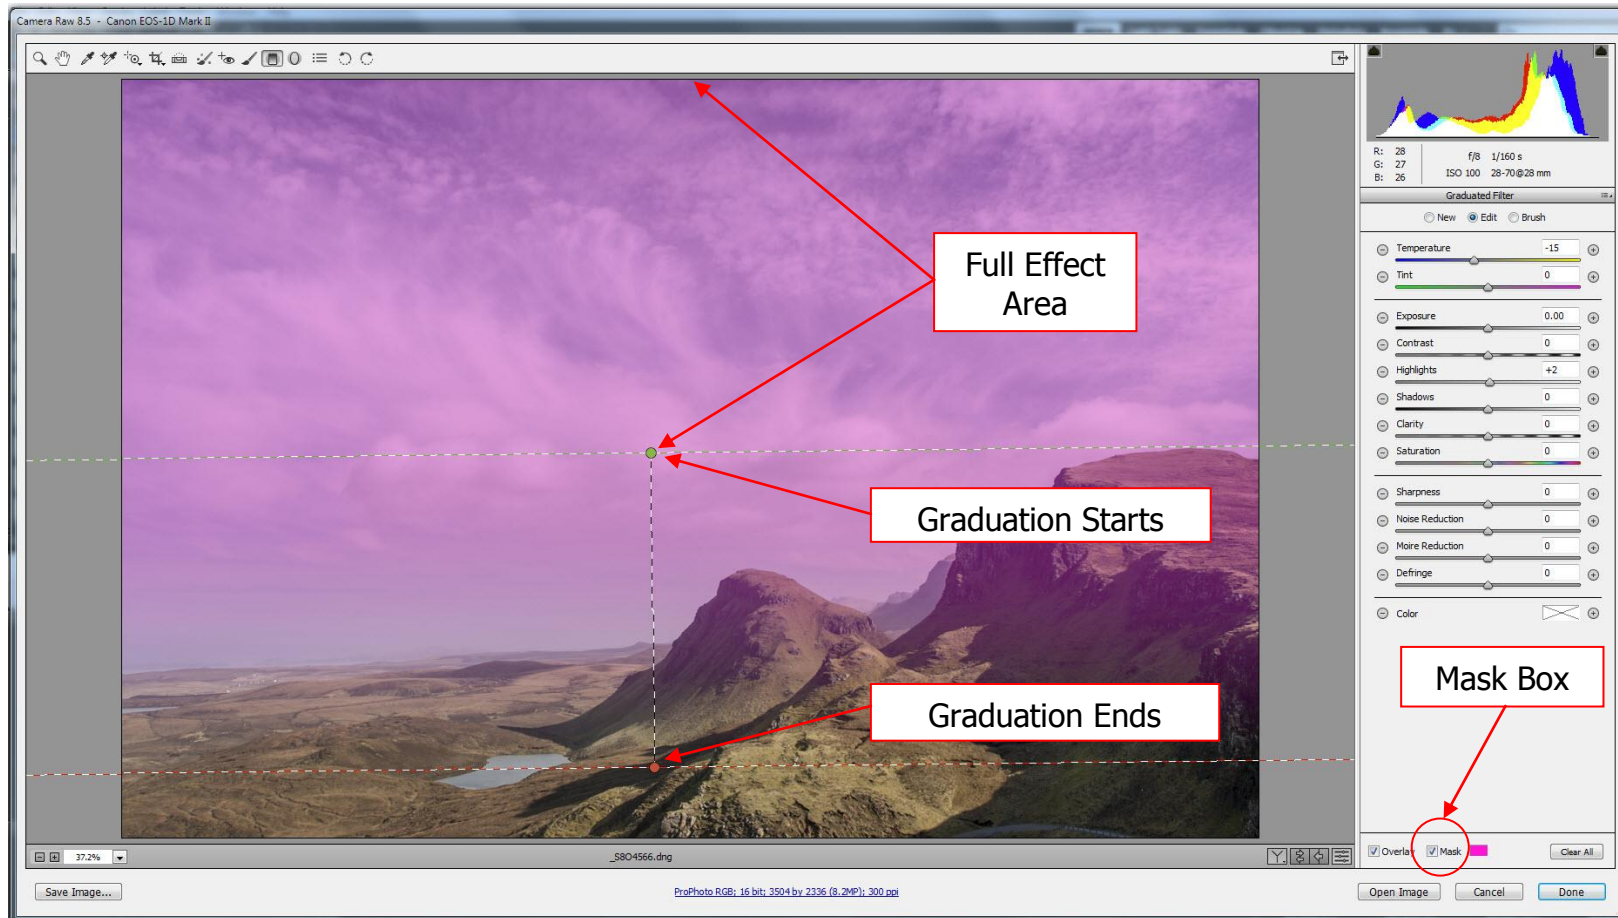 Camera Raw 8.5 - Canon EOS-1D Mark II
R: 28
G: 27
B: 26
f/8 1/160 s
ISO 100 28-70@28 mm
Graduated Filter
New Edit Brush
Temperature -15
Tint 0
Exposure 0.00
Contrast 0
Highlights +2
Shadows 0
Clarity 0
Saturation 0
Sharpness 0
Noise Reduction 0
Moire Reduction 0
Defringe 0
Color
Full Effect
Area
Graduation Starts
Graduation Ends
Mask Box
Overlay Mask Clear All
37.2% _S8O4566.dng Y
Save Image... ProPhoto RGB; 16 bit; 3504 by 2336 (8.2MP); 300 ppi Open Image Cancel Done